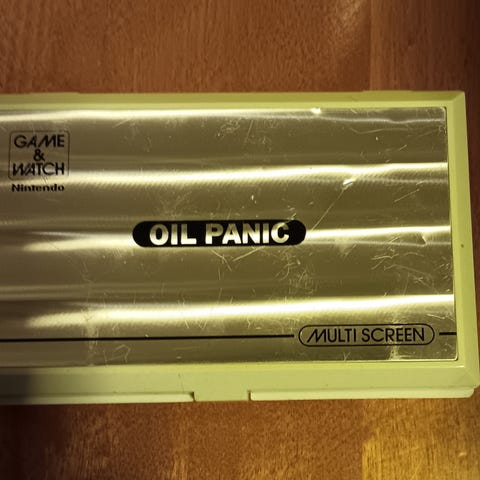 GAME
&
WATCH
Nintendo
OIL PANIC
MULTI SCREEN